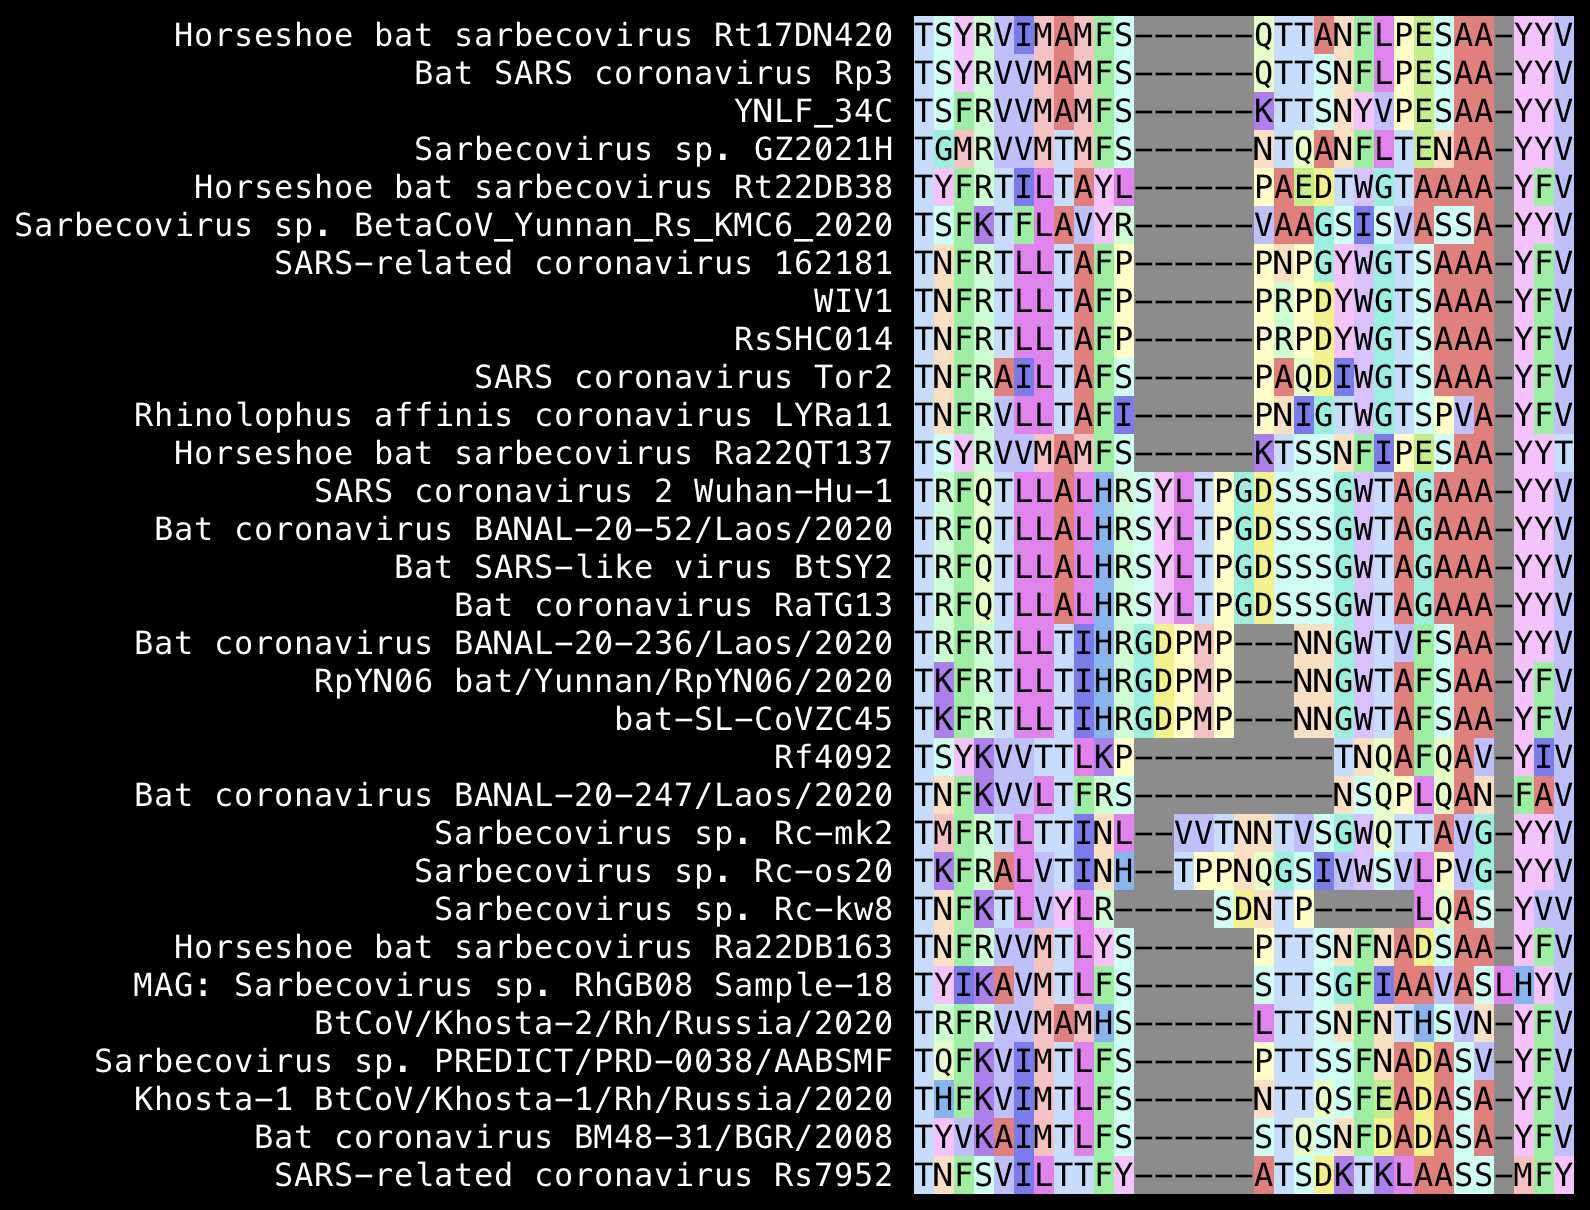 Horseshoe bat sarbecovirus Rt17DN420 TSYRVIMAMFS------QTTANFLPESAA-YYV
Bat SARS coronavirus Rp3 TSYRVVMAMFS------QTTSNFLPESAA-YYV
YNLF_34C TSFRVVMAMFS------KTTSNYVPESAA-YYV
Sarbecovirus sp. GZ2021H TGMRVVMTMFS------NTQANFLTENAA-YYV
Horseshoe bat sarbecovirus Rt22DB38 TYFRTILTAYL------PAEDTWGTAAAA-YFV
Sarbecovirus sp. BetaCoV_Yunnan_Rs_KMC6_2020 TSFKTFLAVYR------VAAGSISVASSA-YYV
SARS-related coronavirus 162181 TNFRTLLTAFP------PNPGYWGTSAAA-YFV
WIV1 TNFRTLLTAFP------PRPDYWGTSAAA-YFV
RsSHC014 TNFRTLLTAFP------PRPDYWGTSAAA-YFV
SARS coronavirus Tor2 TNFRAILTAFS------PAQDIWGTSAAA-YFV
Rhinolophus affinis coronavirus LYRa11 TNFRVLLTAFI------PNIGTWGTSPVA-YFV
Horseshoe bat sarbecovirus Ra22QT137 TSYRVVMAMFS------KTSSNFIPESAA-YYT
SARS coronavirus 2 Wuhan-Hu-1 TRFQTLLALHRSYLTPGDSSSGWTAGAAA-YYV
Bat coronavirus BANAL-20-52/Laos/2020 TRFQTLLALHRSYLTPGDSSSGWTAGAAA-YYV
Bat SARS-like virus BtSY2 TRFQTLLALHRSYLTPGDSSSGWTAGAAA-YYV
Bat coronavirus RaTG13 TRFQTLLALHRSYLTPGDSSSGWTAGAAA-YYV
Bat coronavirus BANAL-20-236/Laos/2020 TRFRTLLTIHRGDPMP---NNGWTVFSAA-YYV
RpYN06 bat/Yunnan/RpYN06/2020 TKFRTLLTIHRGDPMP---NNGWTAFSAA-YFV
bat-SL-CoVZC45 TKFRTLLTIHRGDPMP---NNGWTAFSAA-YFV
Rf4092 TSYKVVTTLKP----------TNQAFQAV-YIV
Bat coronavirus BANAL-20-247/Laos/2020 TNFKVVLTFRS----------NSQPLQAN-FAV
Sarbecovirus sp. Rc-mk2 TMFRTLTTINL--VVTNNTVSGWQTTAVG-YYV
Sarbecovirus sp. Rc-os20 TKFRALVTINH--TPPNQGSIVWSVLPVG-YYV
Sarbecovirus sp. Rc-kw8 TNFKTLVYLR-----SDNTP-----LQAS-YVV
Horseshoe bat sarbecovirus Ra22DB163 TNFRVVMTLYS------PTTSNFNADSAA-YFV
MAG: Sarbecovirus sp. RhGB08 Sample-18 TYIKAVMTLFS------STTSGFIAAVASLHYV
BtCoV/Khosta-2/Rh/Russia/2020 TRFRVVMAMHS------LTTSNFNTHSVN-YFV
Sarbecovirus sp. PREDICT/PRD-0038/AABSMF TQFKVIMTLFS------PTTSSFNADASV-YFV
Khosta-1 BtCoV/Khosta-1/Rh/Russia/2020 THFKVIMTLFS------NTTQSFEADASA-YFV
Bat coronavirus BM48-31/BGR/2008 TYVKAIMTLFS------STQSNFDADASA-YFV
SARS-related coronavirus Rs7952 TNFSVILTTFY------ATSDKTKLAASS-MFY